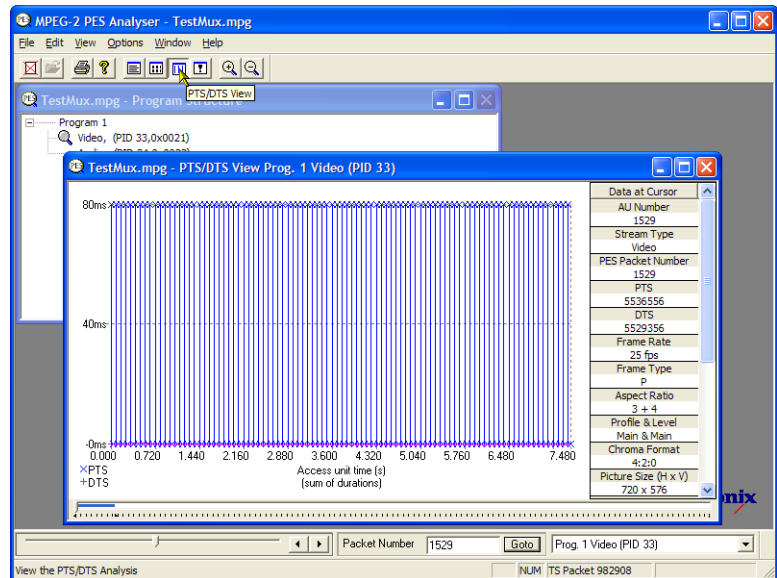 MPEG-2 PES Analyser - TestMux.mpg
File Edit View Options Window Help
PTS/DTS View
TestMux.mpg - Program Structure
Program 1
Video, (PID 33,0x0021)
TestMux.mpg - PTS/DTS View Prog. 1 Video (PID 33)
80ms
40ms
-0ms
0.000 0.720 1.440 2.160 2.880 3.600 4.320 5.040 5.760 6.480 7.480
×PTS
+DTS
Access unit time (s)
(sum of durations)
Data at Cursor
AU Number
1529
Stream Type
Video
PES Packet Number
1529
PTS
5536556
DTS
5529356
Frame Rate
25 fps
Frame Type
P
Aspect Ratio
3 + 4
Profile & Level
Main & Main
Chroma Format
4:2:0
Picture Size (H x V)
720 x 576
nix
Packet Number 1529 Goto Prog. 1 Video (PID 33)
View the PTS/DTS Analysis NUM TS Packet 982908